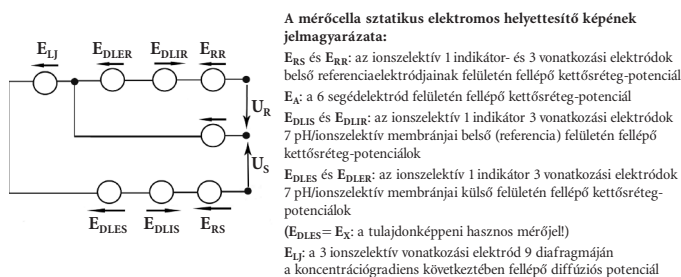 E_LJ E_DLER E_DLIR E_RR
U_R
U_S
E_DLES E_DLIS E_RS
A mérőcella sztatikus elektromos helyettesítő képének
jelmagyarázata:
E_RS és E_RR: az ionszelektív 1 indikátor- és 3 vonatkozási elektródok
belső referenciaelektródjainak felületén fellépő kettősréteg-potenciál
E_A: a 6 segédelektród felületén fellépő kettősréteg-potenciál
E_DLIS és E_DLIR: az ionszelektív 1 indikátor 3 vonatkozási elektródok
7 pH/ionszelektív membránjai belső (referencia) felületén fellépő
kettősréteg-potenciálok
E_DLES és E_DLER: az ionszelektív 1 indikátor 3 vonatkozási elektródok
7 pH/ionszelektív membránjai külső felületén fellépő kettősréteg-
potenciálok
(E_DLES= E_X: a tulajdonképpeni hasznos mérőjel!)
E_LJ: a 3 ionszelektív vonatkozási elektród 9 diafragmáján
a koncentrációgradiens következtében fellépő diffúziós potenciál